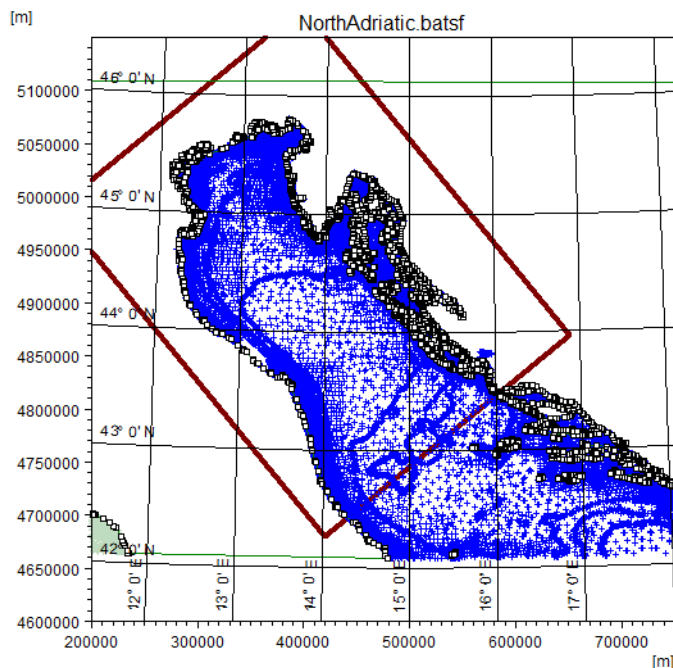 [m]
NorthAdriatic.batsf
5100000
5050000
5000000
4950000
4900000
4850000
4800000
4750000
4700000
4650000
4600000
46° 0' N
45° 0' N
44° 0' N
43° 0' N
42° 0' N
12° 0' E
13° 0' E
14° 0' E
15° 0' E
16° 0' E
17° 0' E
200000 300000 400000 500000 600000 700000
[m]